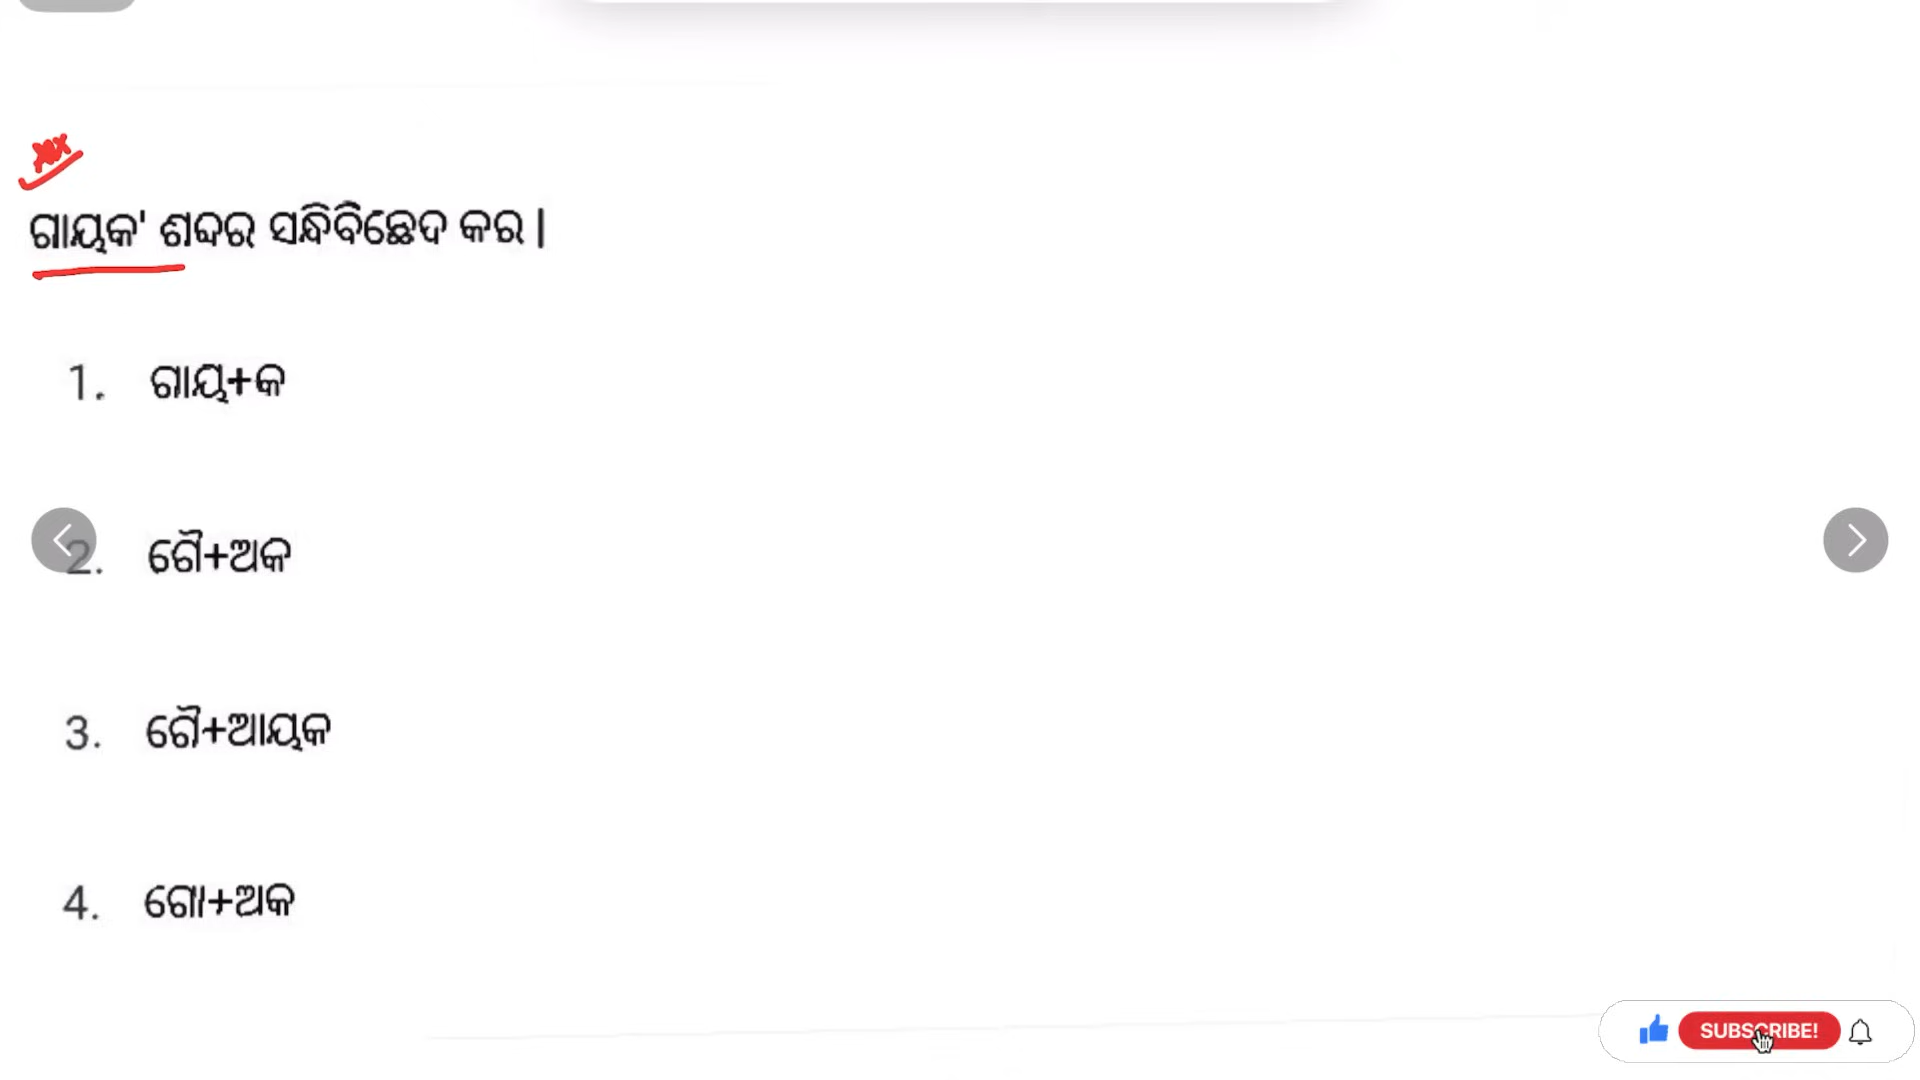 ଗାୟକ' ଶବ୍ଦର ସନ୍ଧିବିଛେଦ କର |
1. ଗାୟ+କ
2. ଗୈ+ଅକ
3. ଗୈ+ଆୟକ
4. ଗୋ+ଅକ
SUBSCRIBE!